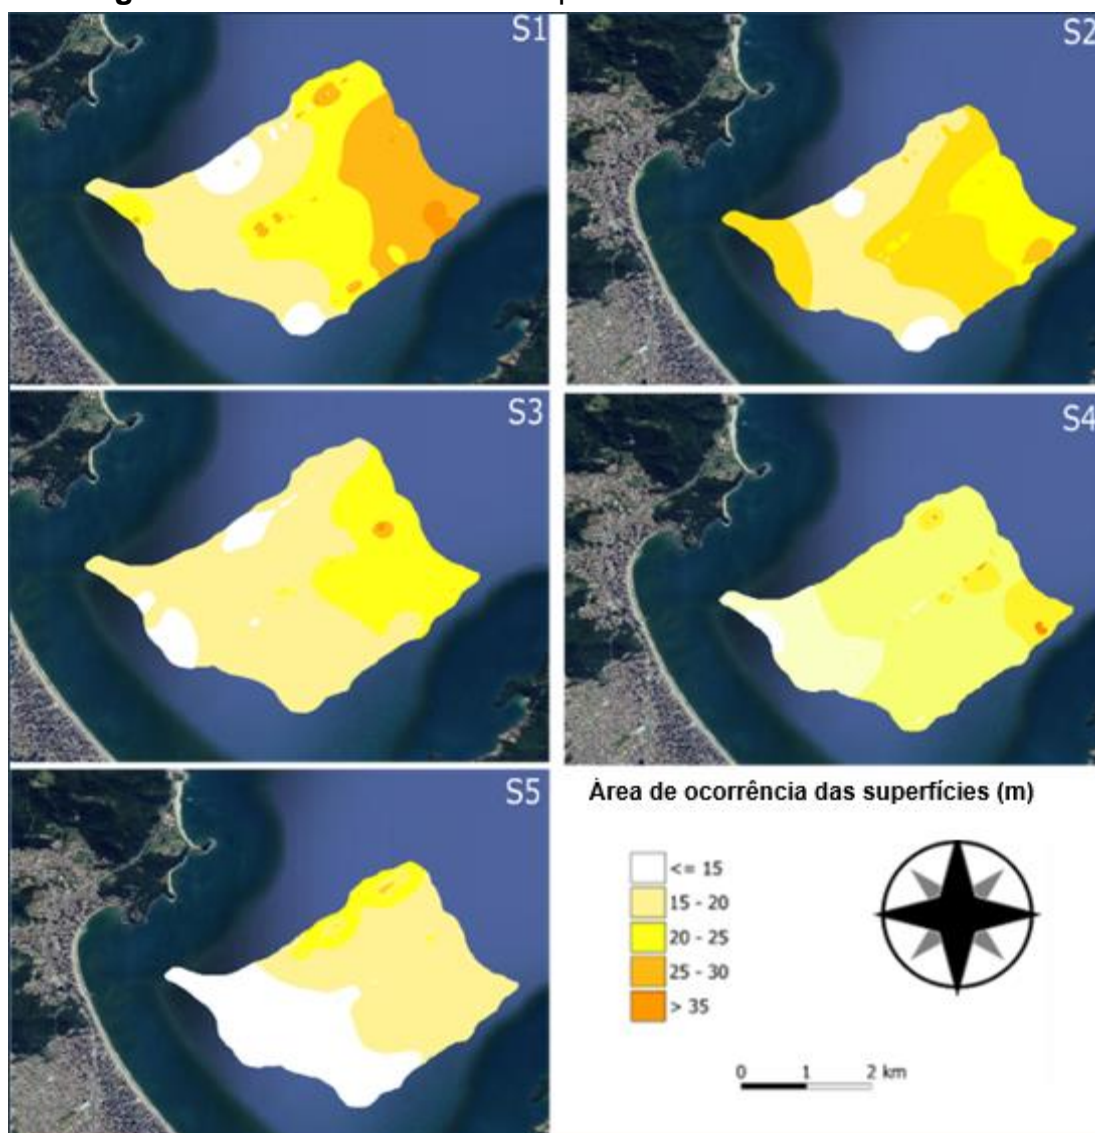 S1
S2
S3
S4
S5
Área de ocorrência das superfícies (m)
<= 15
15 - 20
20 - 25
25 - 30
> 35
0 1 2 km